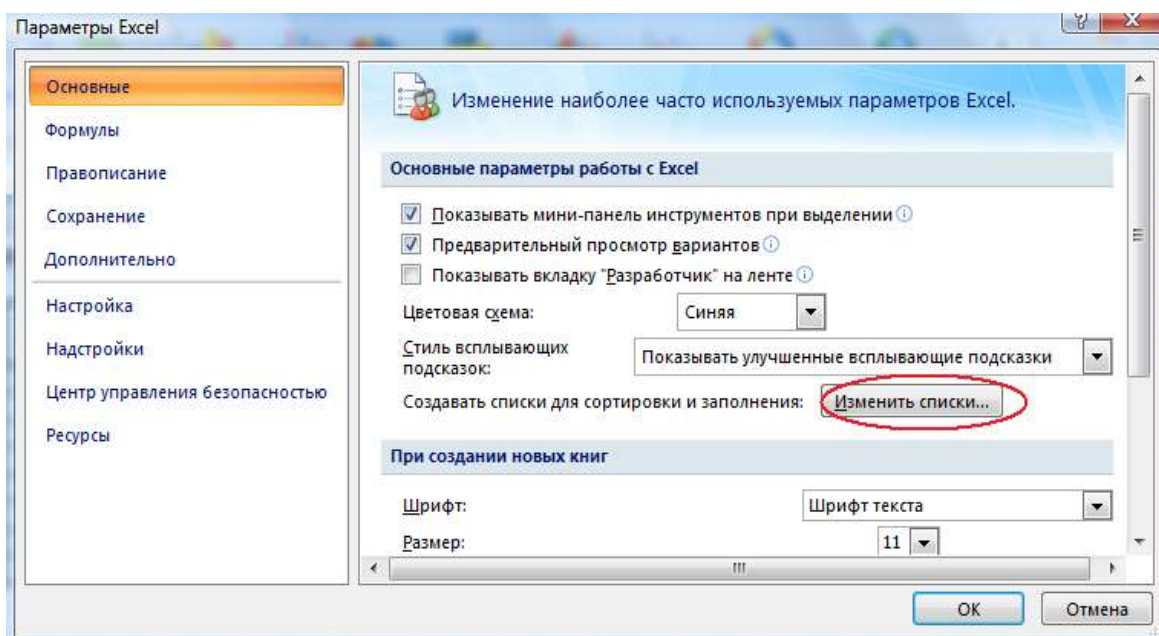 Параметры Excel
Основные
Формулы
Правописание
Сохранение
Дополнительно
Настройка
Надстройки
Центр управления безопасностью
Ресурсы
Изменение наиболее часто используемых параметров Excel.
Основные параметры работы с Excel
Показывать мини-панель инструментов при выделении
Предварительный просмотр вариантов
Показывать вкладку "Разработчик" на ленте
Цветовая схема: Синяя
Стиль всплывающих
подсказок: Показывать улучшенные всплывающие подсказки
Создавать списки для сортировки и заполнения: Изменить списки...
При создании новых книг
Шрифт: Шрифт текста
Размер: 11
ОК Отмена